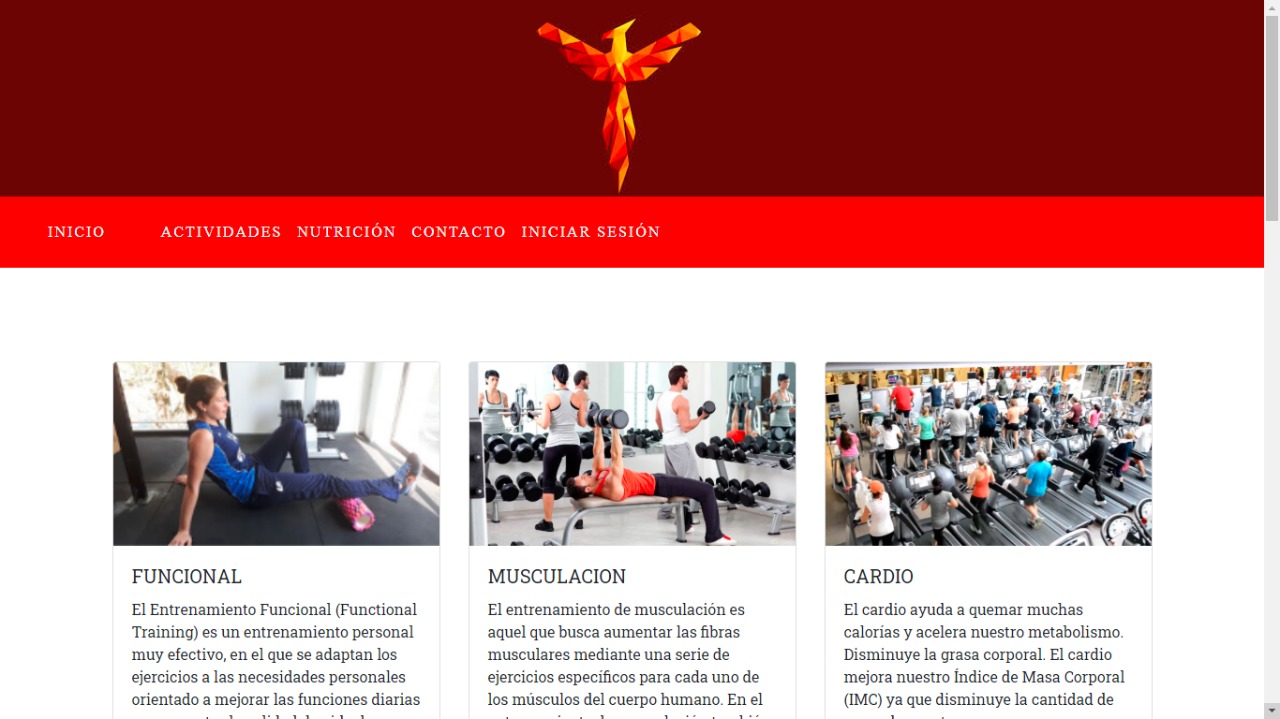 INICIO ACTIVIDADES NUTRICIÓN CONTACTO INICIAR SESIÓN
FUNCIONAL
El Entrenamiento Funcional (Functional
Training) es un entrenamiento personal
muy efectivo, en el que se adaptan los
ejercicios a las necesidades personales
orientado a mejorar las funciones diarias
MUSCULACION
El entrenamiento de musculación es
aquel que busca aumentar las fibras
musculares mediante una serie de
ejercicios específicos para cada uno de
los músculos del cuerpo humano. En el
CARDIO
El cardio ayuda a quemar muchas
calorías y acelera nuestro metabolismo.
Disminuye la grasa corporal. El cardio
mejora nuestro Índice de Masa Corporal
(IMC) ya que disminuye la cantidad de